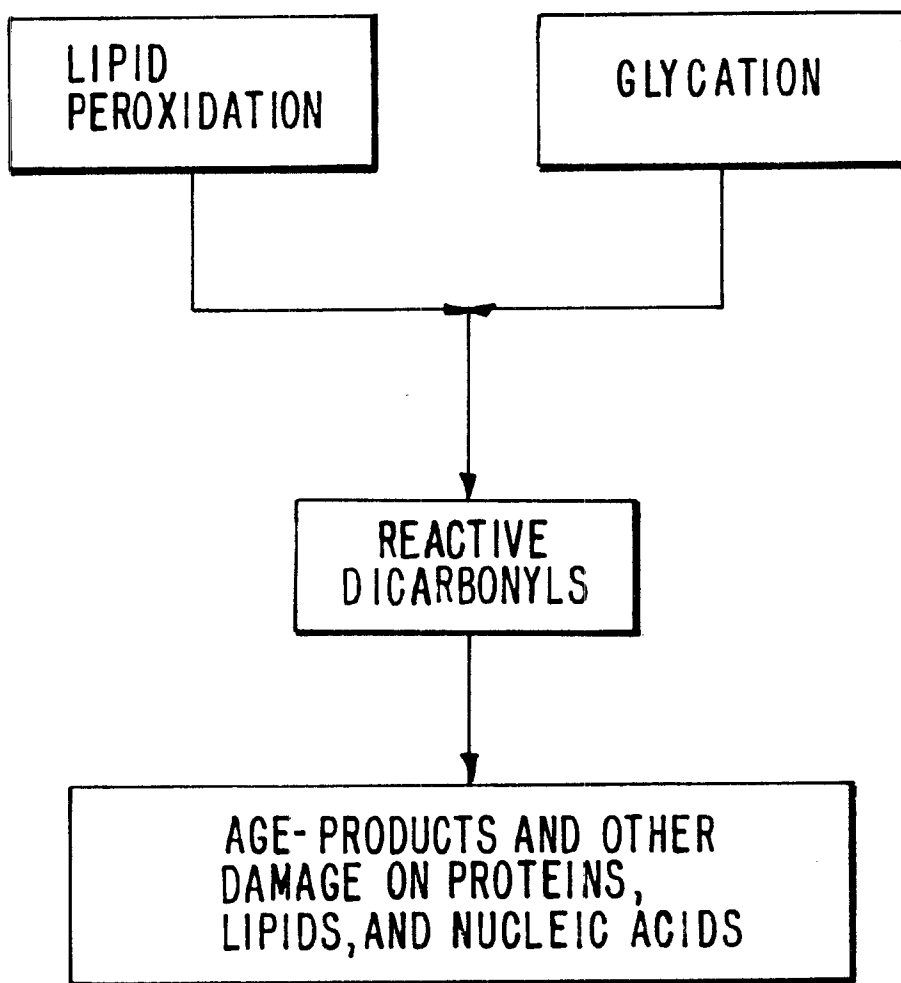 LIPID
PEROXIDATION
GLYCATION
REACTIVE
DICARBONYLS
AGE-PRODUCTS AND OTHER
DAMAGE ON PROTEINS,
LIPIDS, AND NUCLEIC ACIDS